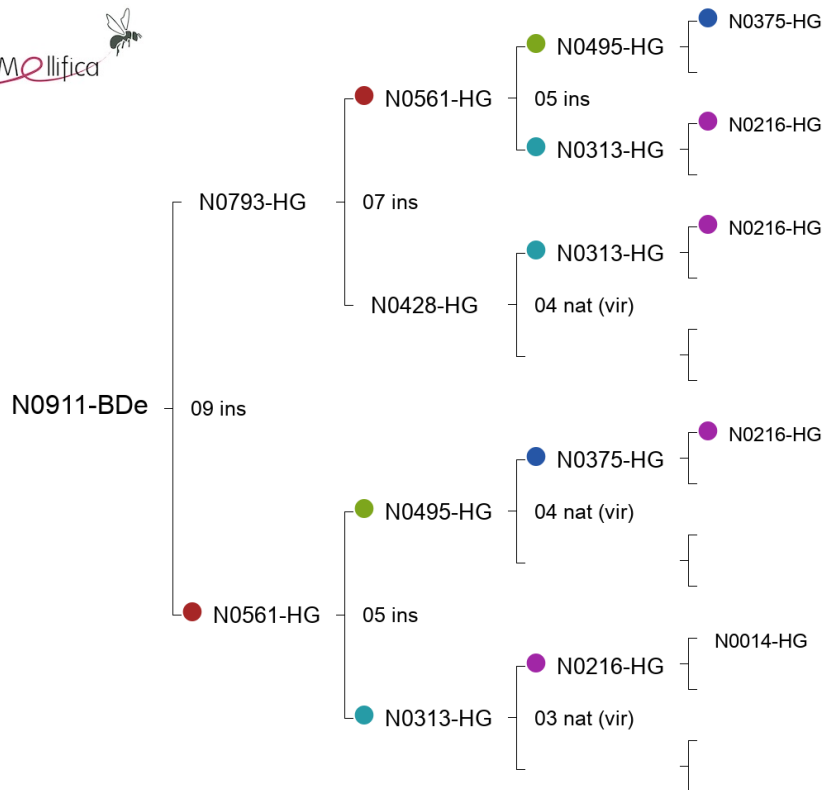 Mellifica
N0375-HG
N0495-HG
N0561-HG
05 ins
N0216-HG
N0313-HG
N0793-HG
07 ins
N0216-HG
N0313-HG
N0428-HG
04 nat (vir)
N0911-BDe
09 ins
N0216-HG
N0375-HG
N0495-HG
04 nat (vir)
N0561-HG
05 ins
N0014-HG
N0216-HG
N0313-HG
03 nat (vir)